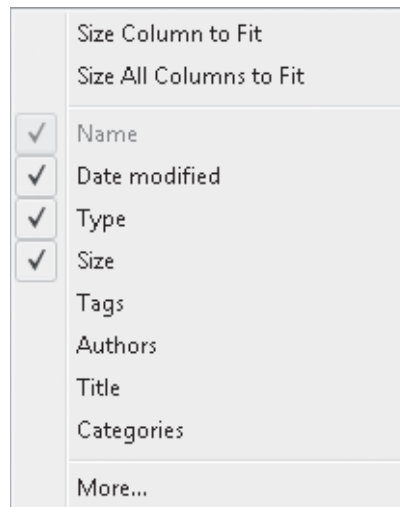 Size Column to Fit
Size All Columns to Fit
Name
Date modified
Type
Size
Tags
Authors
Title
Categories
More...